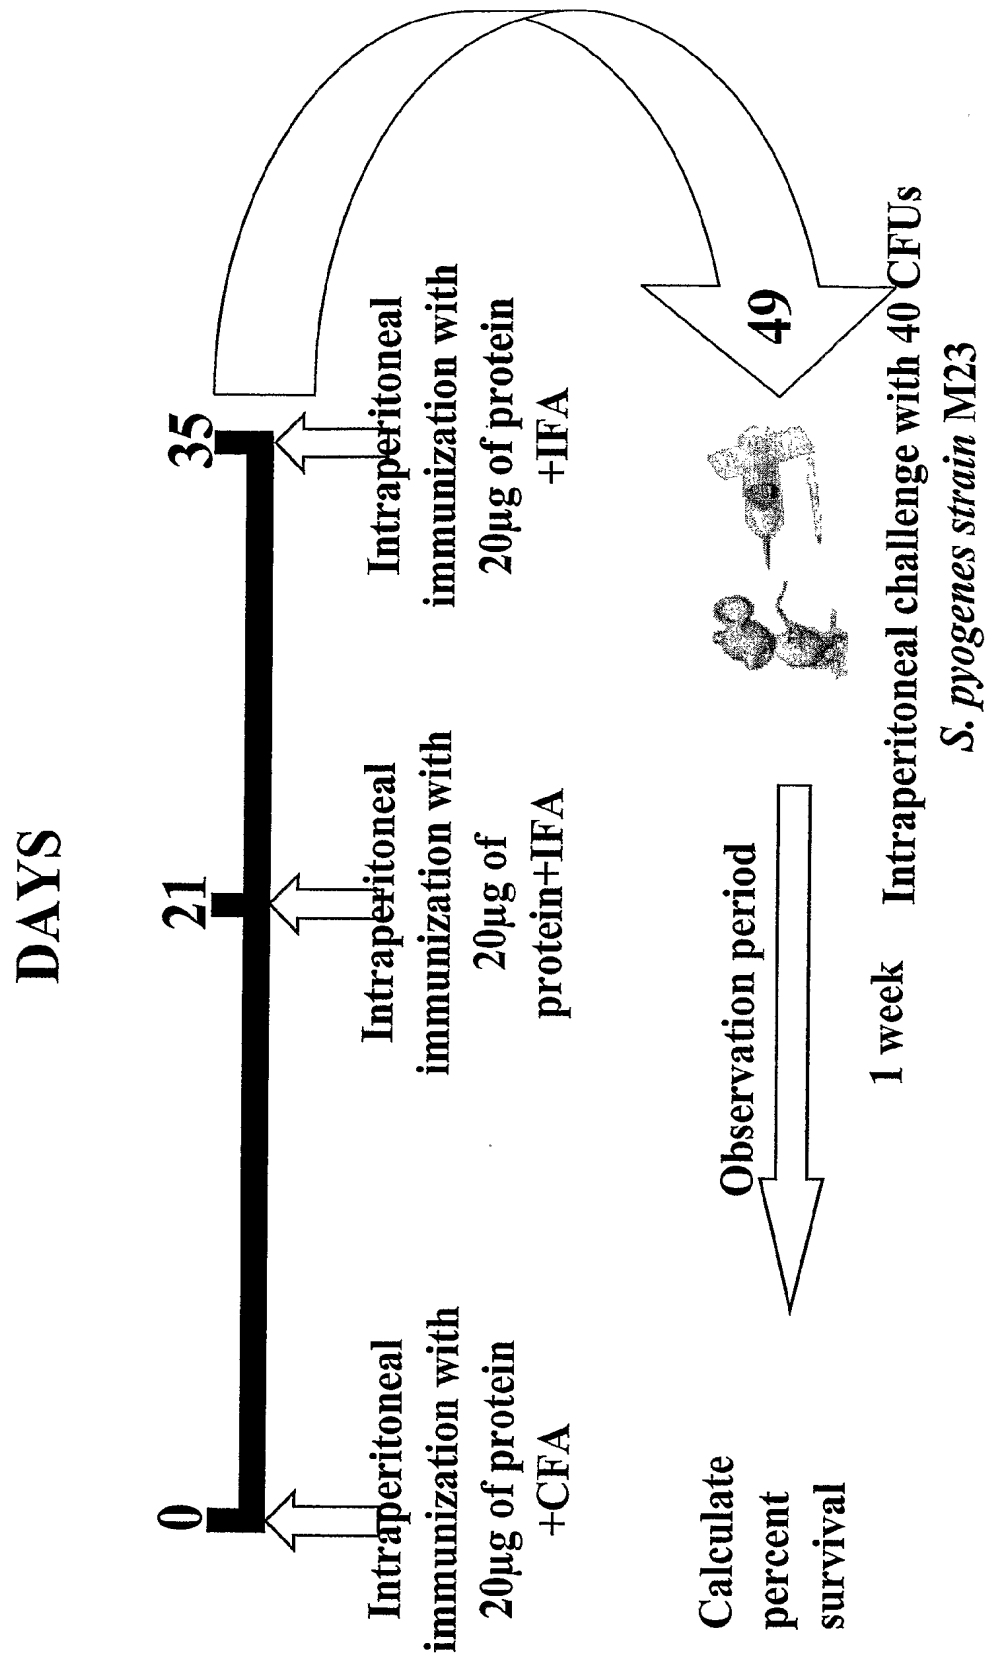 DAYS
0
21
35
Intraperitoneal
immunization with
20µg of protein
+CFA
Intraperitoneal
immunization with
20µg of
protein+IFA
Intraperitoneal
immunization with
20µg of protein
+IFA
49
Intraperitoneal challenge with 40 CFUs
S. pyogenes strain M23
Observation period
1 week
Calculate
percent
survival